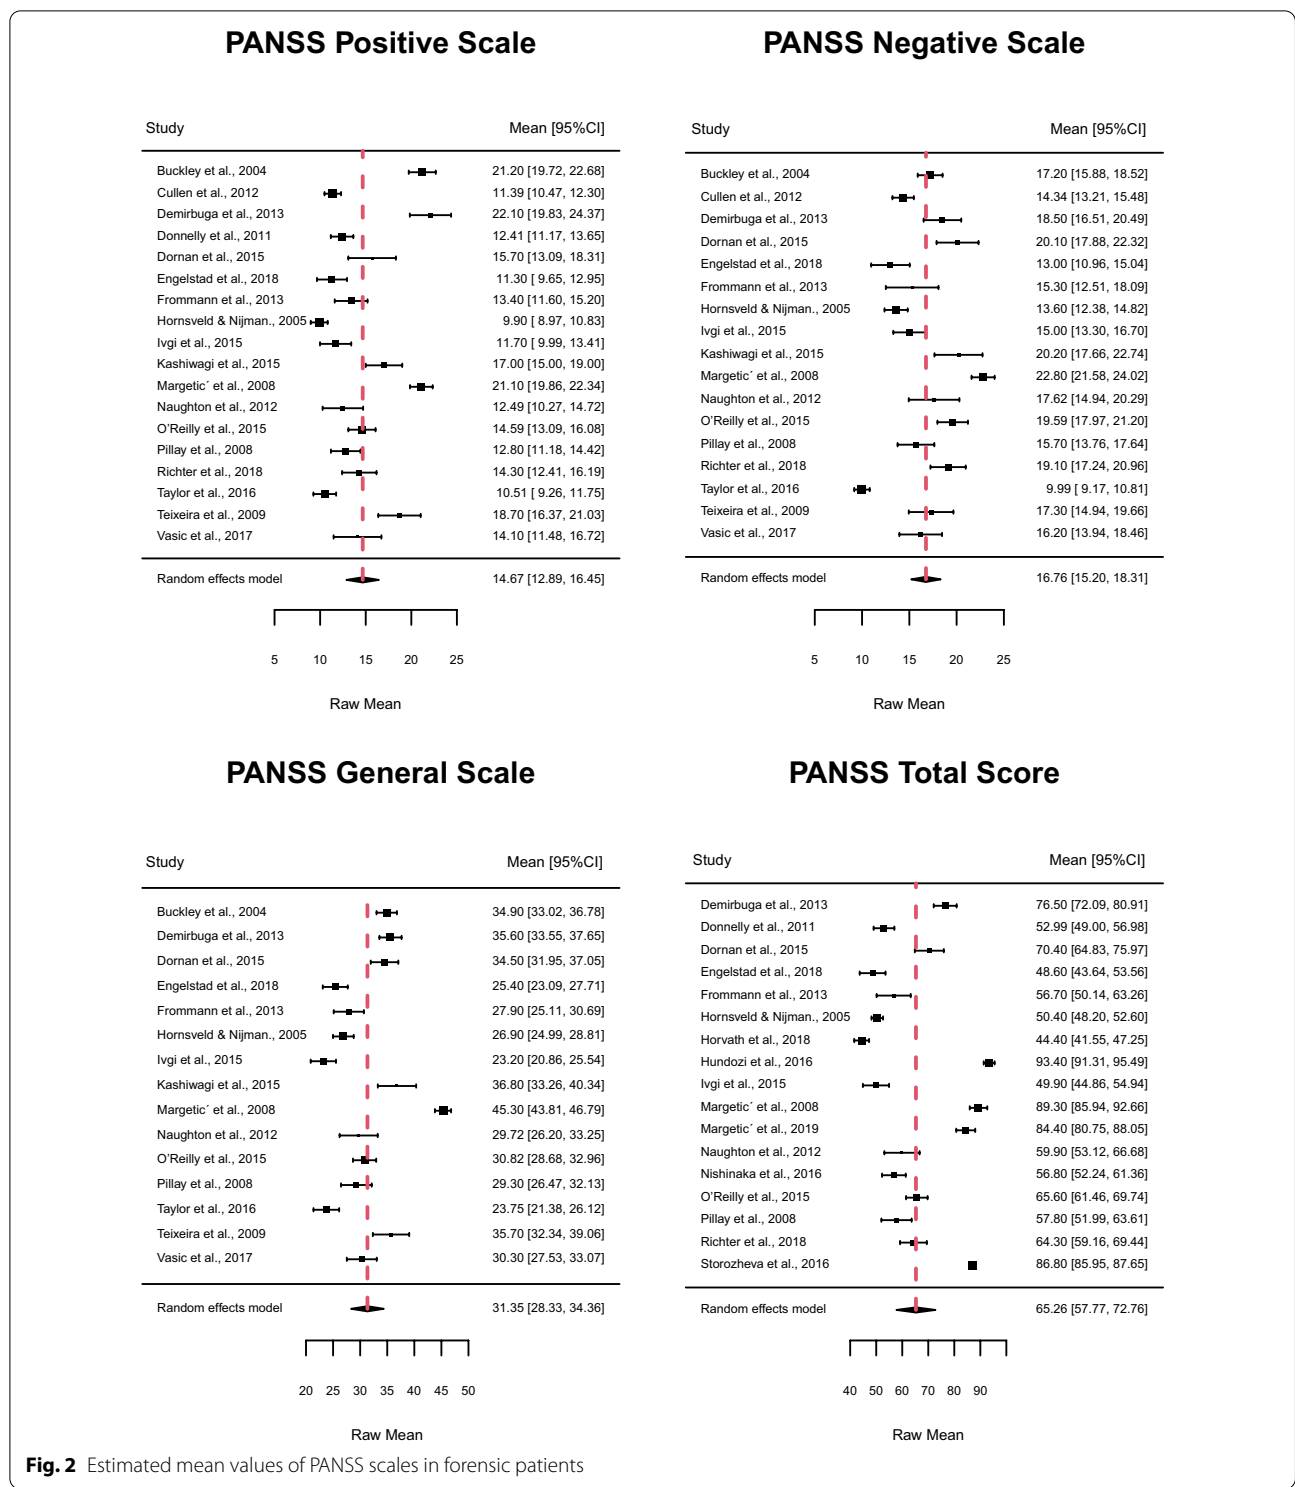 PANSS Positive Scale
Study Mean [95%CI]
Buckley et al., 2004 21.20 [19.72, 22.68]
Cullen et al., 2012 11.39 [10.47, 12.30]
Demirbuga et al., 2013 22.10 [19.83, 24.37]
Donnelly et al., 2011 12.41 [11.17, 13.65]
Dornan et al., 2015 15.70 [13.09, 18.31]
Engelstad et al., 2018 11.30 [ 9.65, 12.95]
Frommann et al., 2013 13.40 [11.60, 15.20]
Hornsveld & Nijman., 2005 9.90 [ 8.97, 10.83]
Ivgi et al., 2015 11.70 [ 9.99, 13.41]
Kashiwagi et al., 2015 17.00 [15.00, 19.00]
Margetic´ et al., 2008 21.10 [19.86, 22.34]
Naughton et al., 2012 12.49 [10.27, 14.72]
O'Reilly et al., 2015 14.59 [13.09, 16.08]
Pillay et al., 2008 12.80 [11.18, 14.42]
Richter et al., 2018 14.30 [12.41, 16.19]
Taylor et al., 2016 10.51 [ 9.26, 11.75]
Teixeira et al., 2009 18.70 [16.37, 21.03]
Vasic et al., 2017 14.10 [11.48, 16.72]
Random effects model 14.67 [12.89, 16.45]
5 10 15 20 25
Raw Mean
PANSS Negative Scale
Study Mean [95%CI]
Buckley et al., 2004 17.20 [15.88, 18.52]
Cullen et al., 2012 14.34 [13.21, 15.48]
Demirbuga et al., 2013 18.50 [16.51, 20.49]
Dornan et al., 2015 20.10 [17.88, 22.32]
Engelstad et al., 2018 13.00 [10.96, 15.04]
Frommann et al., 2013 15.30 [12.51, 18.09]
Hornsveld & Nijman., 2005 13.60 [12.38, 14.82]
Ivgi et al., 2015 15.00 [13.30, 16.70]
Kashiwagi et al., 2015 20.20 [17.66, 22.74]
Margetic´ et al., 2008 22.80 [21.58, 24.02]
Naughton et al., 2012 17.62 [14.94, 20.29]
O'Reilly et al., 2015 19.59 [17.97, 21.20]
Pillay et al., 2008 15.70 [13.76, 17.64]
Richter et al., 2018 19.10 [17.24, 20.96]
Taylor et al., 2016 9.99 [ 9.17, 10.81]
Teixeira et al., 2009 17.30 [14.94, 19.66]
Vasic et al., 2017 16.20 [13.94, 18.46]
Random effects model 16.76 [15.20, 18.31]
5 10 15 20 25
Raw Mean
PANSS General Scale
Study Mean [95%CI]
Buckley et al., 2004 34.90 [33.02, 36.78]
Demirbuga et al., 2013 35.60 [33.55, 37.65]
Dornan et al., 2015 34.50 [31.95, 37.05]
Engelstad et al., 2018 25.40 [23.09, 27.71]
Frommann et al., 2013 27.90 [25.11, 30.69]
Hornsveld & Nijman., 2005 26.90 [24.99, 28.81]
Ivgi et al., 2015 23.20 [20.86, 25.54]
Kashiwagi et al., 2015 36.80 [33.26, 40.34]
Margetic´ et al., 2008 45.30 [43.81, 46.79]
Naughton et al., 2012 29.72 [26.20, 33.25]
O'Reilly et al., 2015 30.82 [28.68, 32.96]
Pillay et al., 2008 29.30 [26.47, 32.13]
Taylor et al., 2016 23.75 [21.38, 26.12]
Teixeira et al., 2009 35.70 [32.34, 39.06]
Vasic et al., 2017 30.30 [27.53, 33.07]
Random effects model 31.35 [28.33, 34.36]
20 25 30 35 40 45 50
Raw Mean
PANSS Total Score
Study Mean [95%CI]
Demirbuga et al., 2013 76.50 [72.09, 80.91]
Donnelly et al., 2011 52.99 [49.00, 56.98]
Dornan et al., 2015 70.40 [64.83, 75.97]
Engelstad et al., 2018 48.60 [43.64, 53.56]
Frommann et al., 2013 56.70 [50.14, 63.26]
Hornsveld & Nijman., 2005 50.40 [48.20, 52.60]
Horvath et al., 2018 44.40 [41.55, 47.25]
Hundozi et al., 2016 93.40 [91.31, 95.49]
Ivgi et al., 2015 49.90 [44.86, 54.94]
Margetic´ et al., 2008 89.30 [85.94, 92.66]
Margetic´ et al., 2019 84.40 [80.75, 88.05]
Naughton et al., 2012 59.90 [53.12, 66.68]
Nishinaka et al., 2016 56.80 [52.24, 61.36]
O'Reilly et al., 2015 65.60 [61.46, 69.74]
Pillay et al., 2008 57.80 [51.99, 63.61]
Richter et al., 2018 64.30 [59.16, 69.44]
Storozheva et al., 2016 86.80 [85.95, 87.65]
Random effects model 65.26 [57.77, 72.76]
40 50 60 70 80 90
Raw Mean
Fig. 2 Estimated mean values of PANSS scales in forensic patients